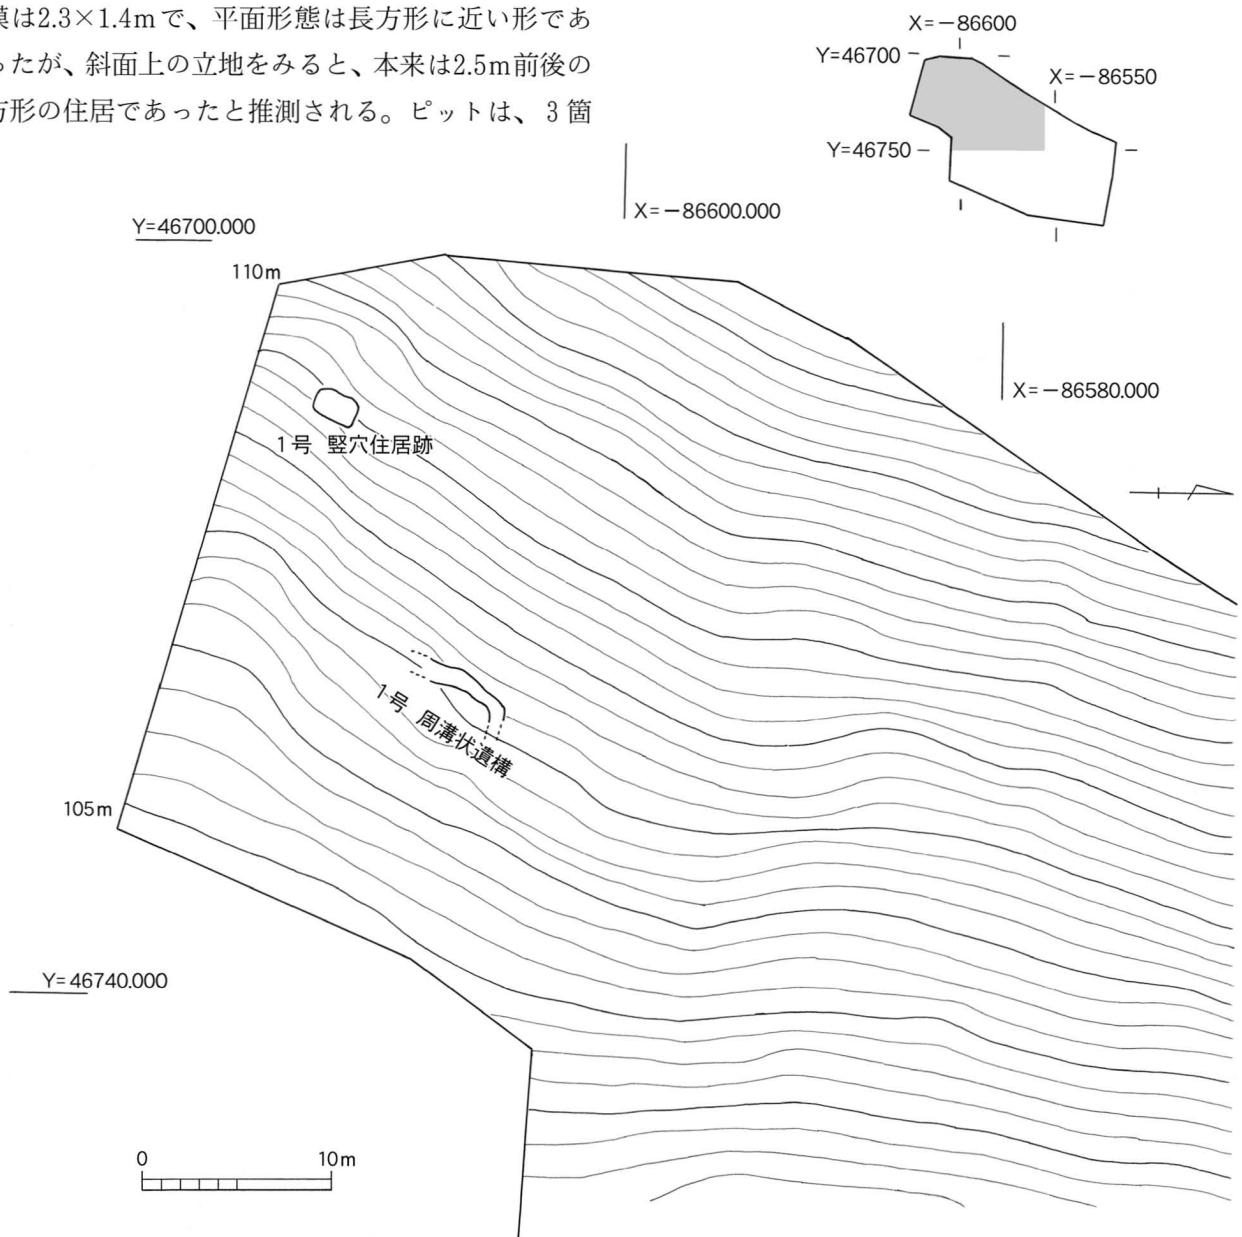 は2.3×1.4mで、平面形態は長方形に近い形であ
ったが、斜面上の立地をみると、本来は2.5m前後の
方形の住居であったと推測される。ピットは、3箇
X=-86600
Y=46700
X=-86550
Y=46750
X=-86600.000
Y=46700.000
110m
X=-86580.000
1号 竪穴住居跡
1号 周溝状遺構
105m
Y=46740.000
0 10m